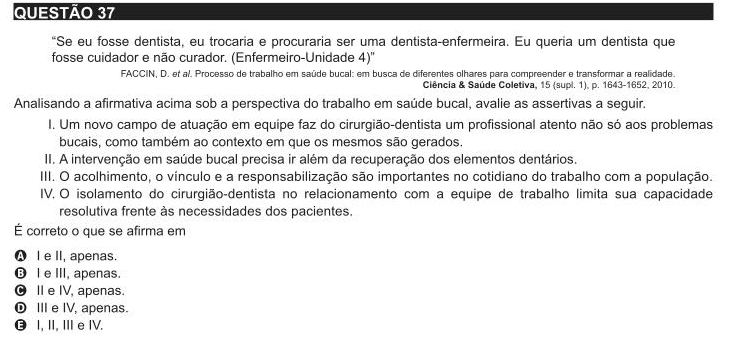 QUESTÃO 37
“Se eu fosse dentista, eu trocaria e procuraria ser uma dentista-enfermeira. Eu queria um dentista que
fosse cuidador e não curador. (Enfermeiro-Unidade 4)”
FACCIN, D. et al. Processo de trabalho em saúde bucal: em busca de diferentes olhares para compreender e transformar a realidade.
Ciência & Saúde Coletiva, 15 (supl. 1), p. 1643-1652, 2010.
Analisando a afirmativa acima sob a perspectiva do trabalho em saúde bucal, avalie as assertivas a seguir.
I. Um novo campo de atuação em equipe faz do cirurgião-dentista um profissional atento não só aos problemas
bucais, como também ao contexto em que os mesmos são gerados.
II. A intervenção em saúde bucal precisa ir além da recuperação dos elementos dentários.
III. O acolhimento, o vínculo e a responsabilização são importantes no cotidiano do trabalho com a população.
IV. O isolamento do cirurgião-dentista no relacionamento com a equipe de trabalho limita sua capacidade
resolutiva frente às necessidades dos pacientes.
É correto o que se afirma em
A I e II, apenas.
B I e III, apenas.
C II e IV, apenas.
D III e IV, apenas.
E I, II, III e IV.